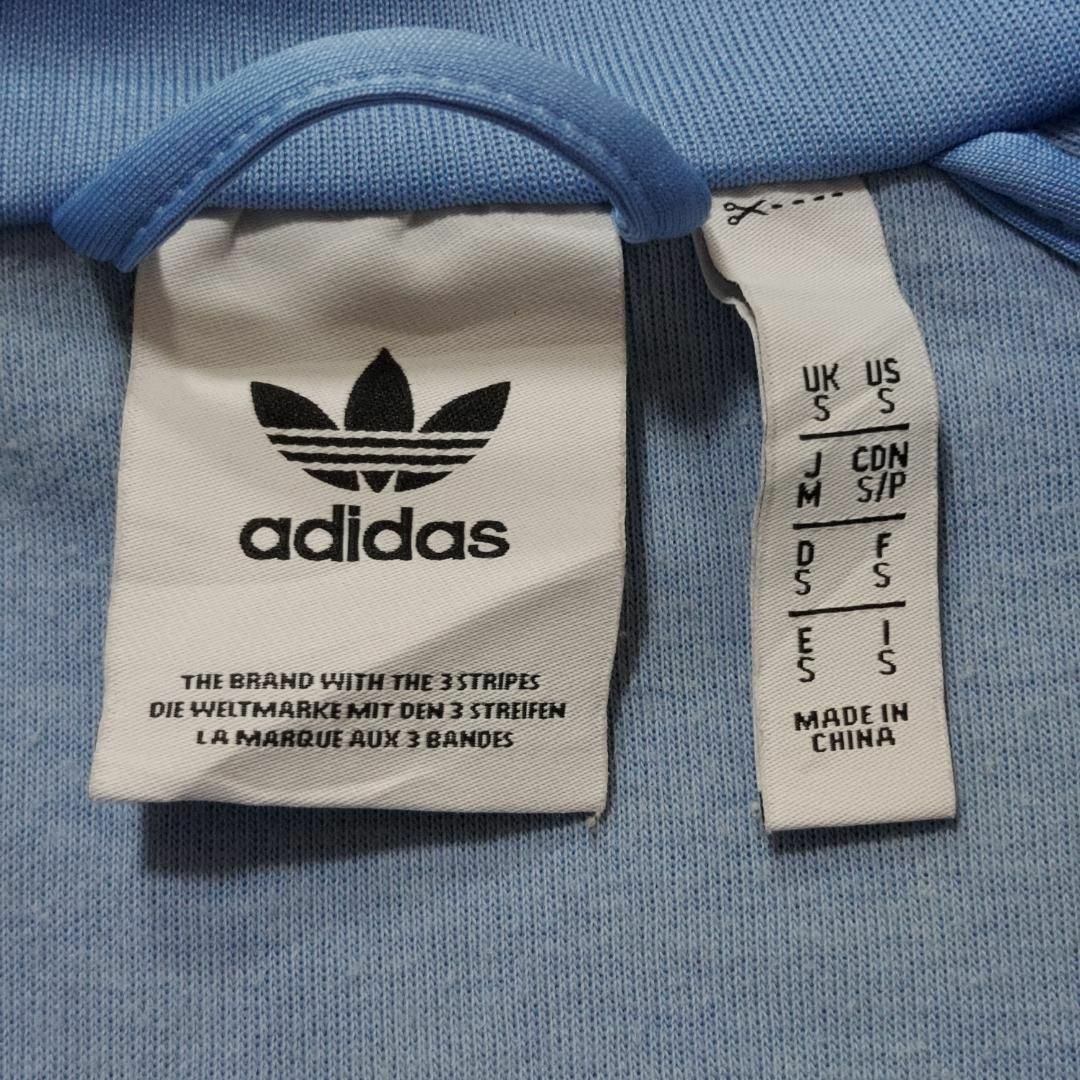 adidas
THE BRAND WITH THE 3 STRIPES
DIE WELTMARKE MIT DEN 3 STREIFEN
LA MARQUE AUX 3 BANDES
UK US
S S
J CDN
M S/P
D F
S S
E I
S S
MADE IN
CHINA